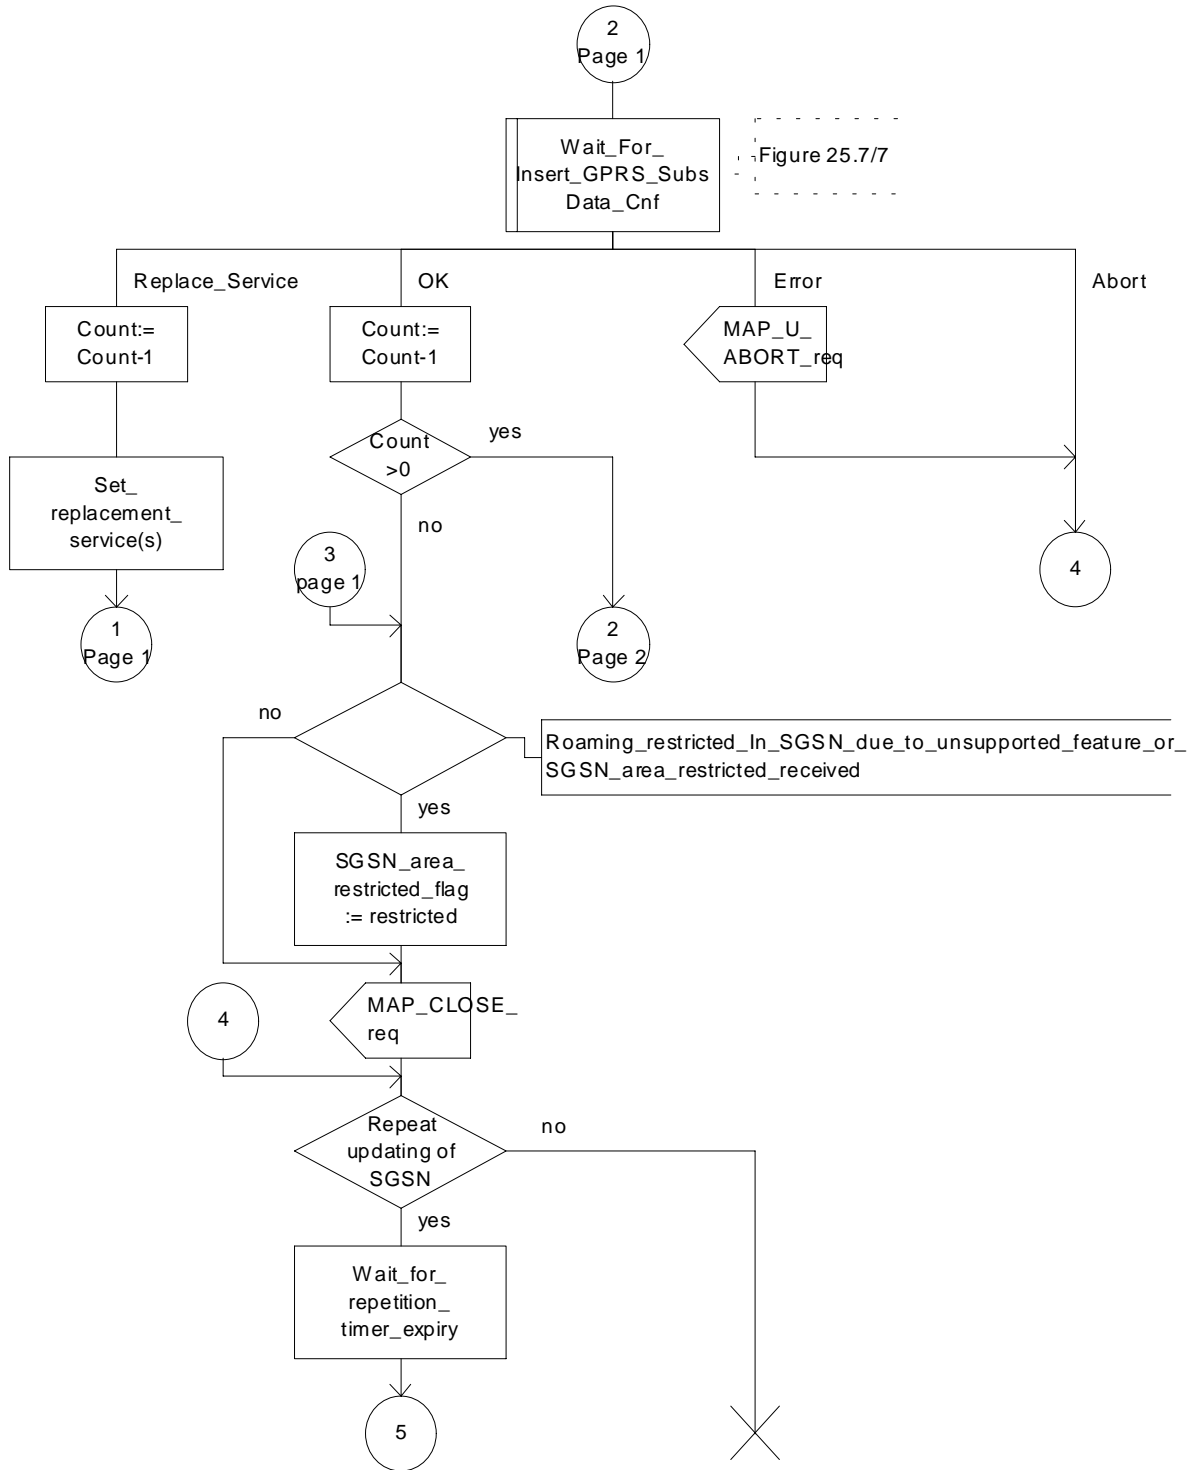 2
Page 1
Wait_For_
Insert_GPRS_Subs
Data_Cnf
Figure 25.7/7
Replace_Service
OK
Error
Abort
Count:=
Count-1
Count:=
Count-1
MAP_U_
ABORT_req
Count
>0
yes
no
Set_
replacement_
service(s)
3
page 1
4
1
Page 1
2
Page 2
no
Roaming_restricted_In_SGSN_due_to_unsupported_feature_or_
SGSN_area_restricted_received
yes
SGSN_area_
restricted_flag
:= restricted
4
MAP_CLOSE_
req
Repeat
updating of
SGSN
no
yes
Wait_for_
repetition_
timer_expiry
5